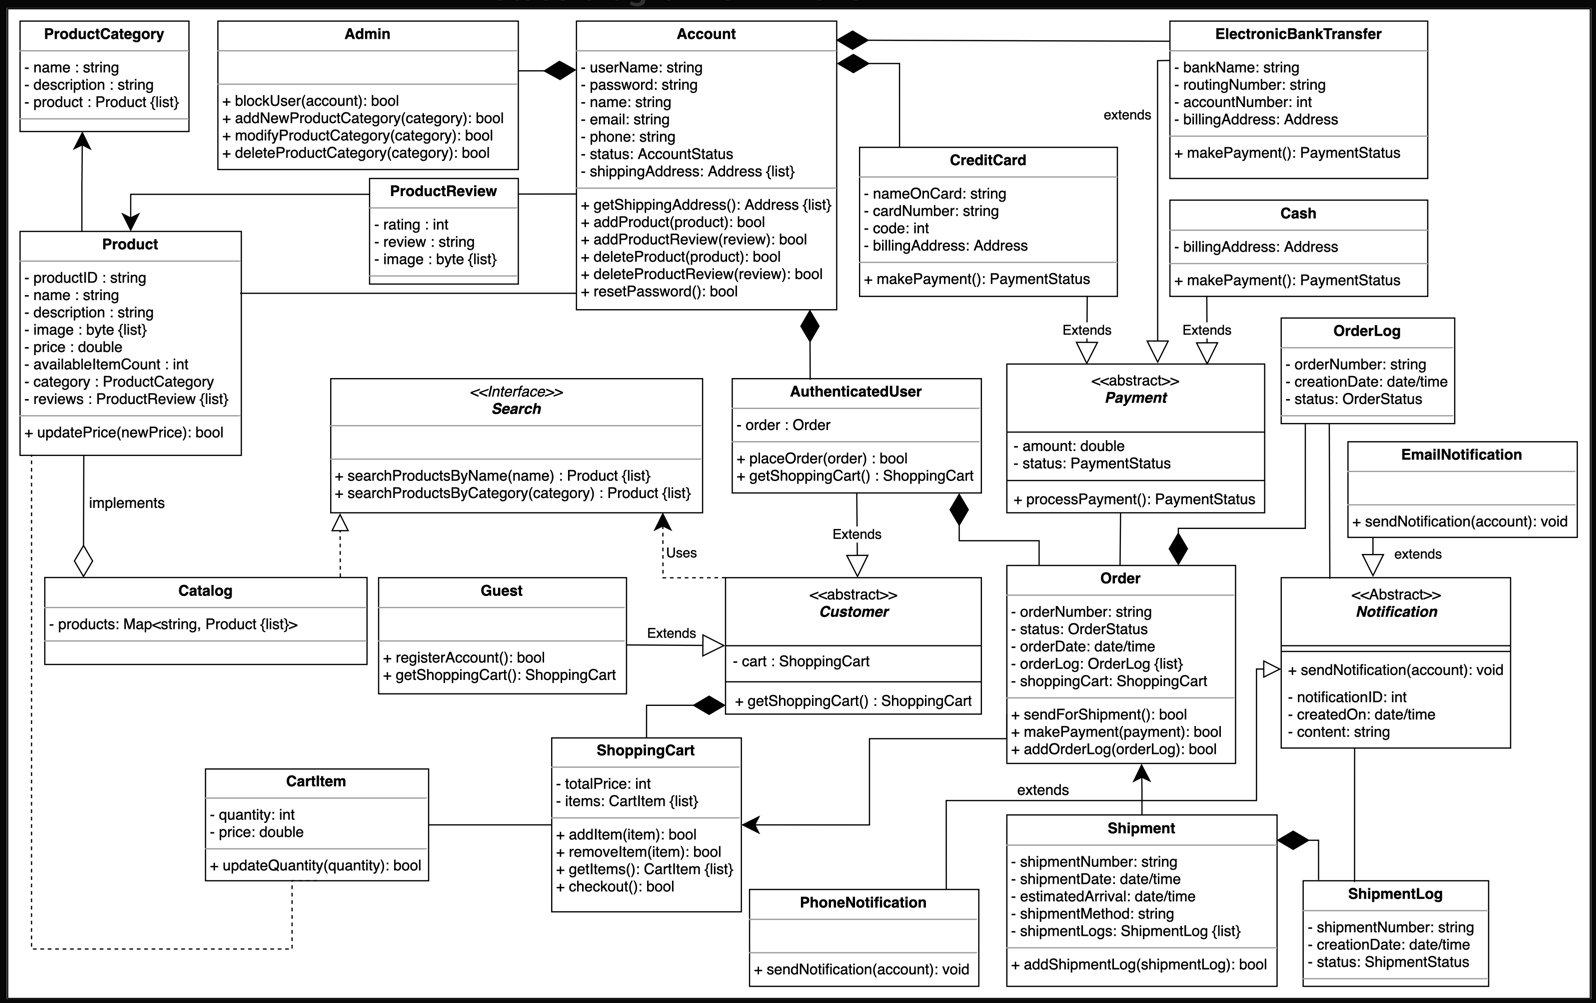 ProductCategory
- name : string
- description : string
- product : Product {list}
Admin
+ blockUser(account): bool
+ addNewProductCategory(category): bool
+ modifyProductCategory(category): bool
+ deleteProductCategory(category): bool
Account
- userName: string
- password: string
- name: string
- email: string
- phone: string
- status: AccountStatus
- shippingAddress: Address {list}
+ getShippingAddress(): Address {list}
+ addProduct(product): bool
+ addProductReview(review): bool
+ deleteProduct(product): bool
+ deleteProductReview(review): bool
+ resetPassword(): bool
ElectronicBankTransfer
- bankName: string
- routingNumber: string
- accountNumber: int
- billingAddress: Address
+ makePayment(): PaymentStatus
extends
CreditCard
- nameOnCard: string
- cardNumber: string
- code: int
- billingAddress: Address
+ makePayment(): PaymentStatus
Cash
- billingAddress: Address
+ makePayment(): PaymentStatus
ProductReview
- rating : int
- review : string
- image : byte {list}
Product
- productID : string
- name : string
- description : string
- image : byte {list}
- price : double
- availableItemCount : int
- category : ProductCategory
- reviews : ProductReview {list}
+ updatePrice(newPrice): bool
Extends
Extends
OrderLog
- orderNumber: string
- creationDate: date/time
- status: OrderStatus
<<Interface>>
Search
+ searchProductsByName(name) : Product {list}
+ searchProductsByCategory(category) : Product {list}
AuthenticatedUser
- order : Order
+ placeOrder(order) : bool
+ getShoppingCart() : ShoppingCart
<<abstract>>
Payment
- amount: double
- status: PaymentStatus
+ processPayment(): PaymentStatus
EmailNotification
+ sendNotification(account): void
implements
Uses
Extends
extends
Catalog
- products: Map<string, Product {list}>
Guest
+ registerAccount(): bool
+ getShoppingCart(): ShoppingCart
Extends
<<abstract>>
Customer
- cart : ShoppingCart
+ getShoppingCart() : ShoppingCart
Order
- orderNumber: string
- status: OrderStatus
- orderDate: date/time
- orderLog: OrderLog {list}
- shoppingCart: ShoppingCart
+ sendForShipment(): bool
+ makePayment(payment): bool
+ addOrderLog(orderLog): bool
<<Abstract>>
Notification
+ sendNotification(account): void
- notificationID: int
- createdOn: date/time
- content: string
ShoppingCart
- totalPrice: int
- items: CartItem {list}
+ addItem(item): bool
+ removeItem(item): bool
+ getItems(): CartItem {list}
+ checkout(): bool
CartItem
- quantity: int
- price: double
+ updateQuantity(quantity): bool
extends
Shipment
- shipmentNumber: string
- shipmentDate: date/time
- estimatedArrival: date/time
- shipmentMethod: string
- shipmentLogs: ShipmentLog {list}
+ addShipmentLog(shipmentLog): bool
PhoneNotification
+ sendNotification(account): void
ShipmentLog
- shipmentNumber: string
- creationDate: date/time
- status: ShipmentStatus